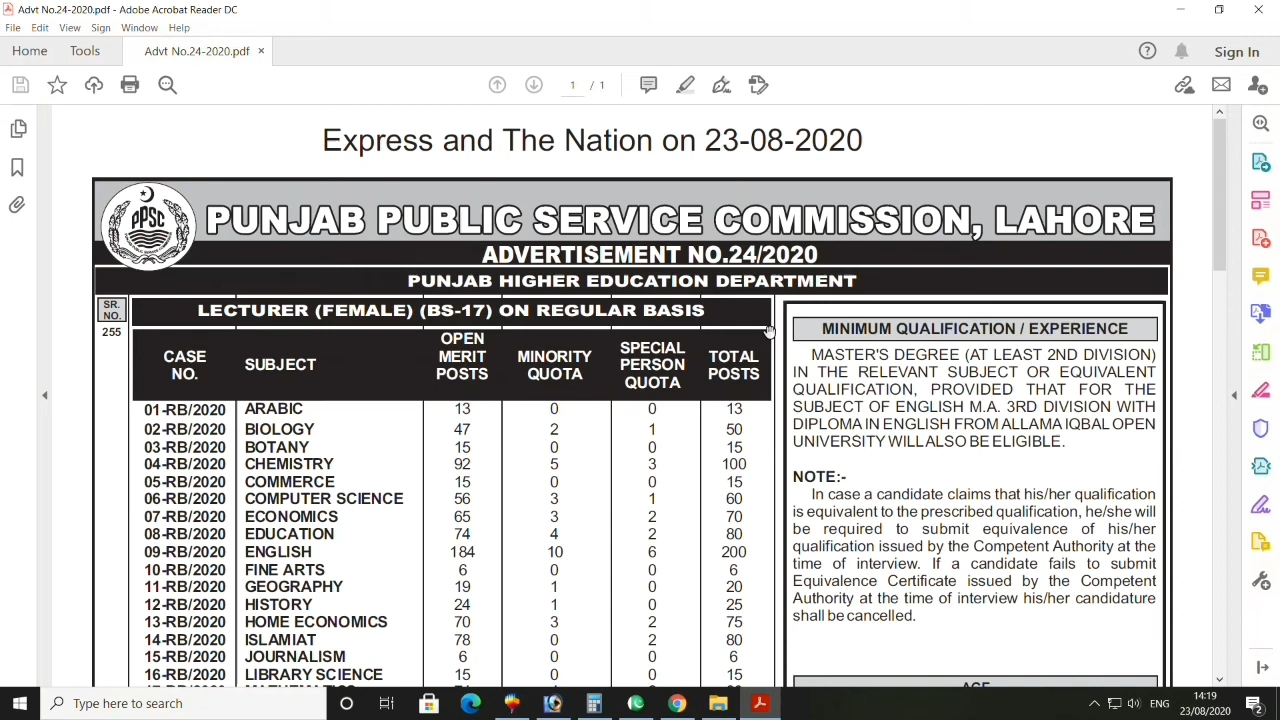 Advt No.24-2020.pdf - Adobe Acrobat Reader DC
File Edit View Sign Window Help
Home Tools Advt No.24-2020.pdf × Sign In
1 / 1
Express and The Nation on 23-08-2020
PPSC
PUNJAB PUBLIC SERVICE COMMISSION, LAHORE
ADVERTISEMENT NO.24/2020
PUNJAB HIGHER EDUCATION DEPARTMENT
SR. NO.
255
LECTURER (FEMALE) (BS-17) ON REGULAR BASIS
CASE NO. SUBJECT OPEN MERIT POSTS MINORITY QUOTA SPECIAL PERSON QUOTA TOTAL POSTS
01-RB/2020 ARABIC 13 0 0 13
02-RB/2020 BIOLOGY 47 2 1 50
03-RB/2020 BOTANY 15 0 0 15
04-RB/2020 CHEMISTRY 92 5 3 100
05-RB/2020 COMMERCE 15 0 0 15
06-RB/2020 COMPUTER SCIENCE 56 3 1 60
07-RB/2020 ECONOMICS 65 3 2 70
08-RB/2020 EDUCATION 74 4 2 80
09-RB/2020 ENGLISH 184 10 6 200
10-RB/2020 FINE ARTS 6 0 0 6
11-RB/2020 GEOGRAPHY 19 1 0 20
12-RB/2020 HISTORY 24 1 0 25
13-RB/2020 HOME ECONOMICS 70 3 2 75
14-RB/2020 ISLAMIAT 78 0 2 80
15-RB/2020 JOURNALISM 6 0 0 6
16-RB/2020 LIBRARY SCIENCE 15 0 0 15
MINIMUM QUALIFICATION / EXPERIENCE
MASTER'S DEGREE (AT LEAST 2ND DIVISION)
IN THE RELEVANT SUBJECT OR EQUIVALENT
QUALIFICATION, PROVIDED THAT FOR THE
SUBJECT OF ENGLISH M.A. 3RD DIVISION WITH
DIPLOMA IN ENGLISH FROM ALLAMA IQBAL OPEN
UNIVERSITY WILL ALSO BE ELIGIBLE.
NOTE:-
In case a candidate claims that his/her qualification
is equivalent to the prescribed qualification, he/she will
be required to submit equivalence of his/her
qualification issued by the Competent Authority at the
time of interview. If a candidate fails to submit
Equivalence Certificate issued by the Competent
Authority at the time of interview his/her candidature
shall be cancelled.
Type here to search
ENG
14:19
23/08/2020
2